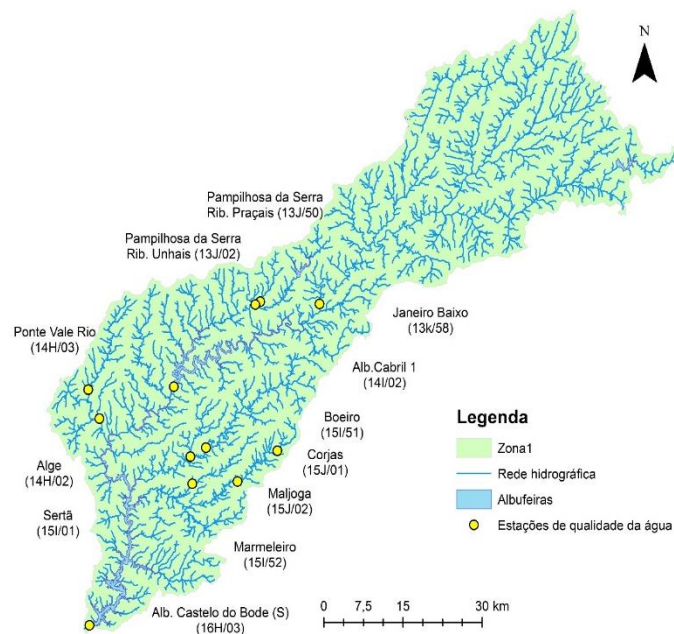 N
Pampilhosa da Serra
Rib. Praçais (13J/50)
Pampilhosa da Serra
Rib. Unhais (13J/02)
Ponte Vale Rio
(14H/03)
Janeiro Baixo
(13k/58)
Alb.Cabril 1
(14I/02)
Boeiro
(15I/51)
Corjas
(15J/01)
Maljoga
(15J/02)
Alge
(14H/02)
Sertã
(15I/01)
Marmeleiro
(15I/52)
Alb. Castelo do Bode (S)
(16H/03)
Legenda
Zona1
Rede hidrográfica
Albufeiras
Estações de qualidade da água
0 7,5 15 30 km